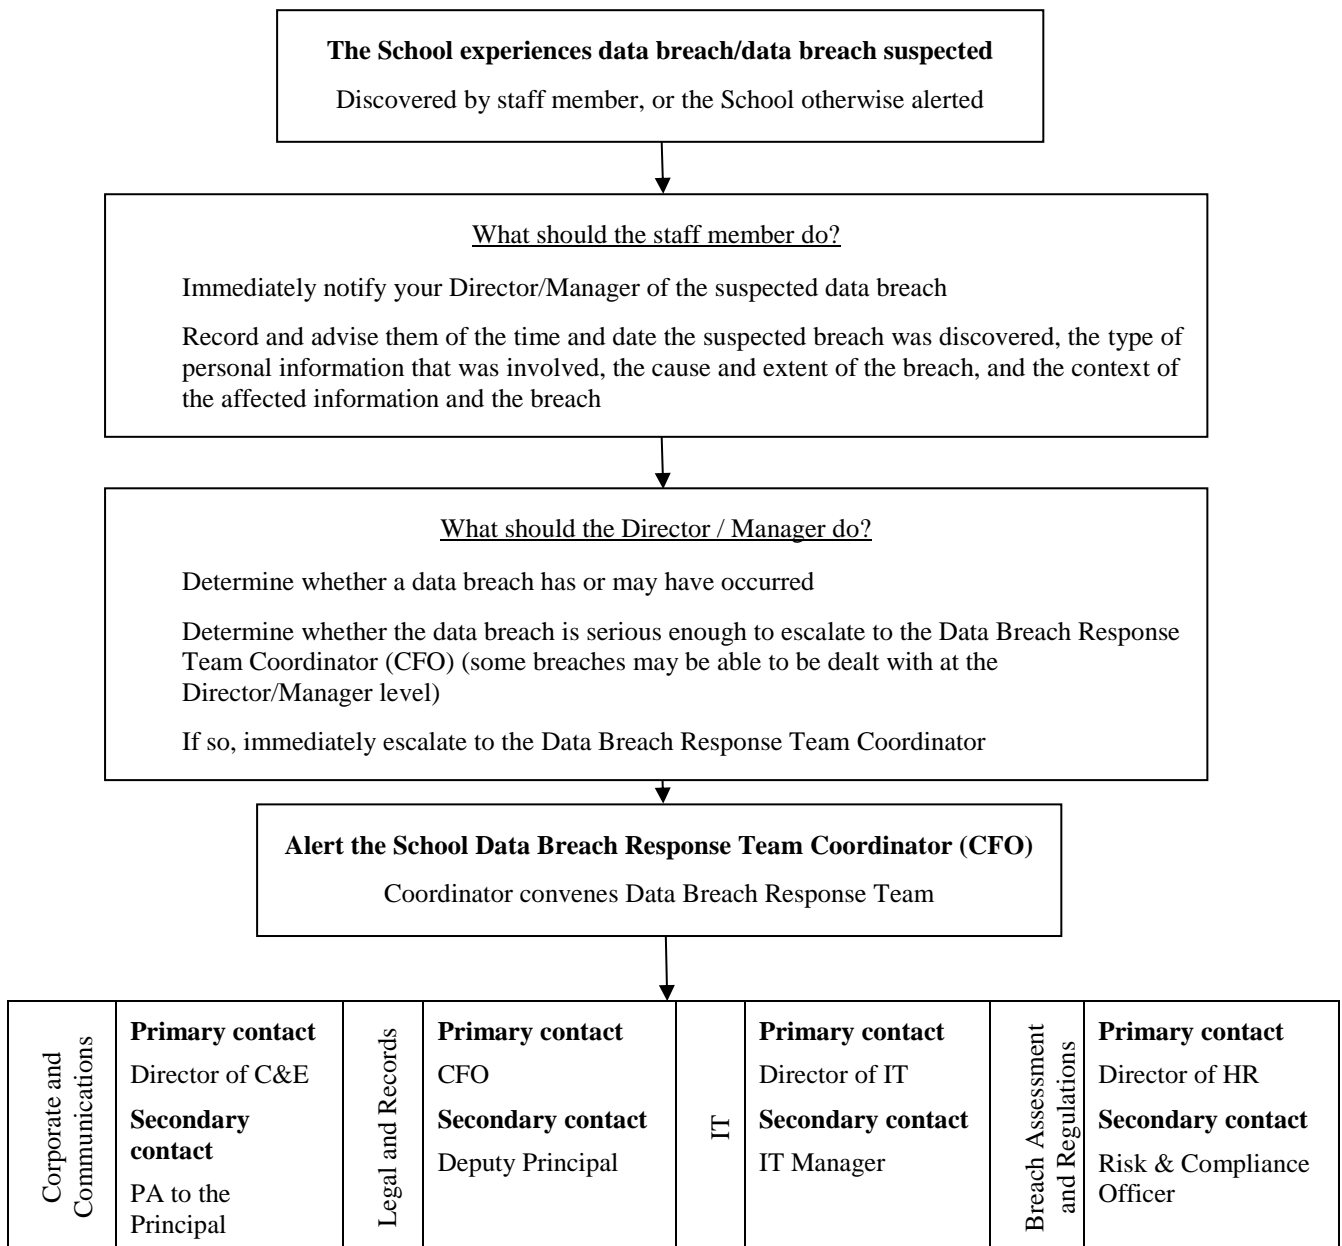 The School experiences data breach/data breach suspected
Discovered by staff member, or the School otherwise alerted
What should the staff member do?
Immediately notify your Director/Manager of the suspected data breach
Record and advise them of the time and date the suspected breach was discovered, the type of
personal information that was involved, the cause and extent of the breach, and the context of
the affected information and the breach
What should the Director / Manager do?
Determine whether a data breach has or may have occurred
Determine whether the data breach is serious enough to escalate to the Data Breach Response
Team Coordinator (CFO) (some breaches may be able to be dealt with at the
Director/Manager level)
If so, immediately escalate to the Data Breach Response Team Coordinator
Alert the School Data Breach Response Team Coordinator (CFO)
Coordinator convenes Data Breach Response Team
Corporate and
Communications
Primary contact
Director of C&E
Secondary
contact
PA to the
Principal
Legal and Records
Primary contact
CFO
Secondary contact
Deputy Principal
IT
Primary contact
Director of IT
Secondary contact
IT Manager
Breach Assessment
and Regulations
Primary contact
Director of HR
Secondary contact
Risk & Compliance
Officer